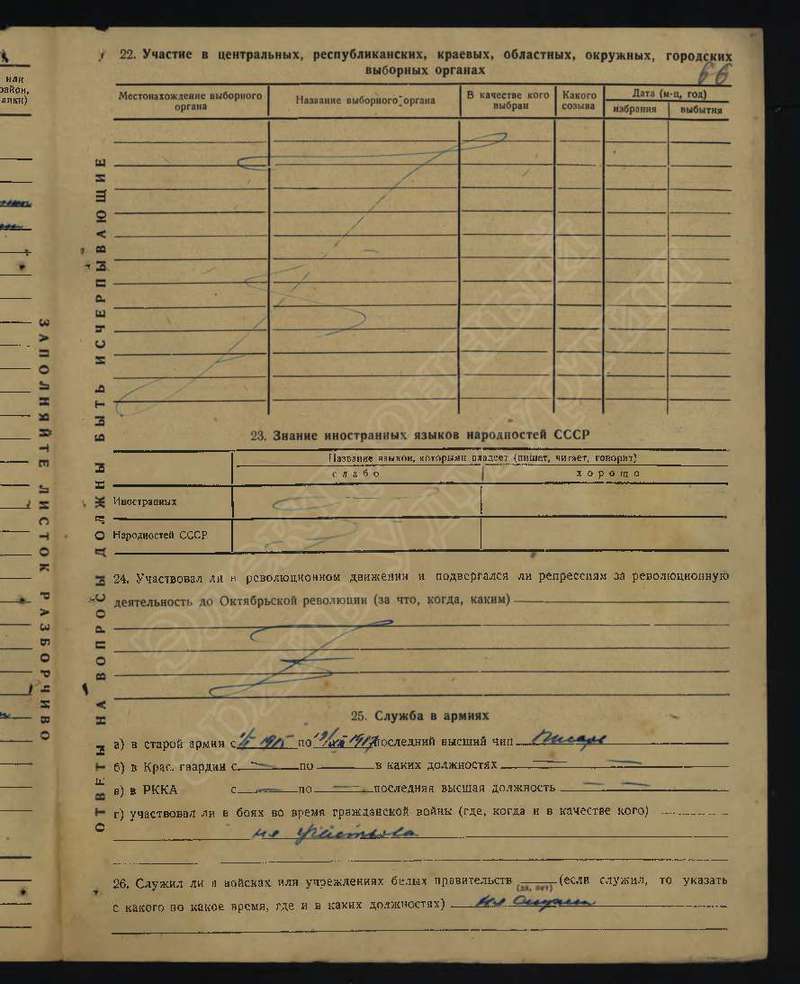 или
район,
66
22. Участие в центральных, республиканских, краевых, областных, окружных, городских
выборных органах
Местонахождение выборного органа
Название выборного органа
В качестве кого выбран
Какого созыва
Дата (м-ц, год)
избрания
выбытия
23. Знание иностранных языков народностей СССР
Название языков, которыми владеет (пишет, читает, говорит)
слабо
хорошо
Иностранных
Народностей СССР
24. Участвовал ли в революционном движении и подвергался ли репрессиям за революционную
деятельность до Октябрьской революции (за что, когда, каким)
25. Служба в армиях
а) в старой армии с 1905 по 1907 последний высший чин Писарь
б) в Крас. гвардии с по в каких должностях
в) в РККА с по последняя высшая должность
г) участвовал ли в боях во время гражданской войны (где, когда и в качестве кого)
не участвовал
26. Служил ли в войсках или учреждениях белых правительств (да, нет) (если служил, то указать
с какого по какое время, где и в каких должностях) не служил
ОТВЕТЫ НА ВОПРОСЫ ДОЛЖНЫ БЫТЬ ИСЧЕРПЫВАЮЩИЕ
ЗАПОЛНЯЙТЕ ЛИСТОК РАЗБОРЧИВО